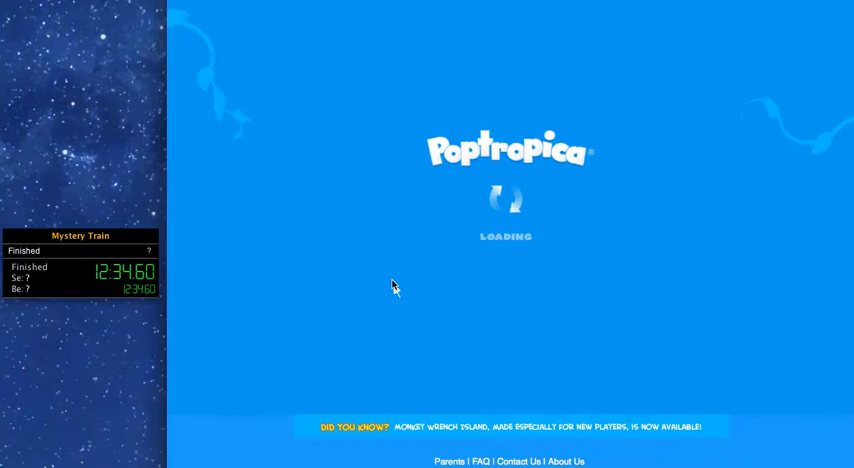 Mystery Train
Finished ?
Finished 12:34.60
Se: ?
Be: ? 12:34.60
Poptropica®
LOADING
DID YOU KNOW? MONKEY WRENCH ISLAND, MADE ESPECIALLY FOR NEW PLAYERS, IS NOW AVAILABLE!
Parents | FAQ | Contact Us | About Us